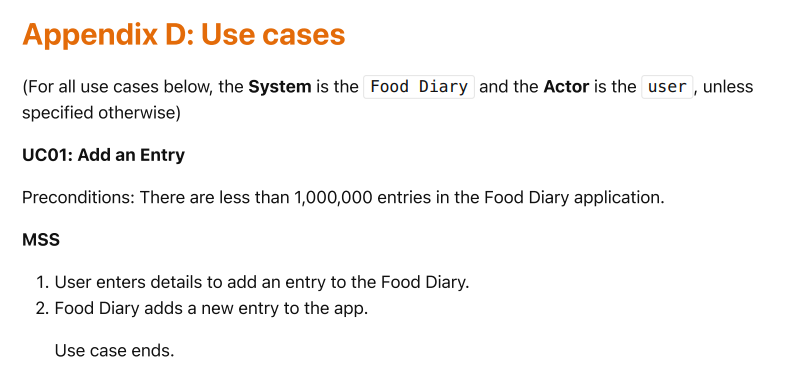 Appendix D: Use cases
(For all use cases below, the System is the Food Diary and the Actor is the user, unless
specified otherwise)
UC01: Add an Entry
Preconditions: There are less than 1,000,000 entries in the Food Diary application.
MSS
1. User enters details to add an entry to the Food Diary.
2. Food Diary adds a new entry to the app.
Use case ends.